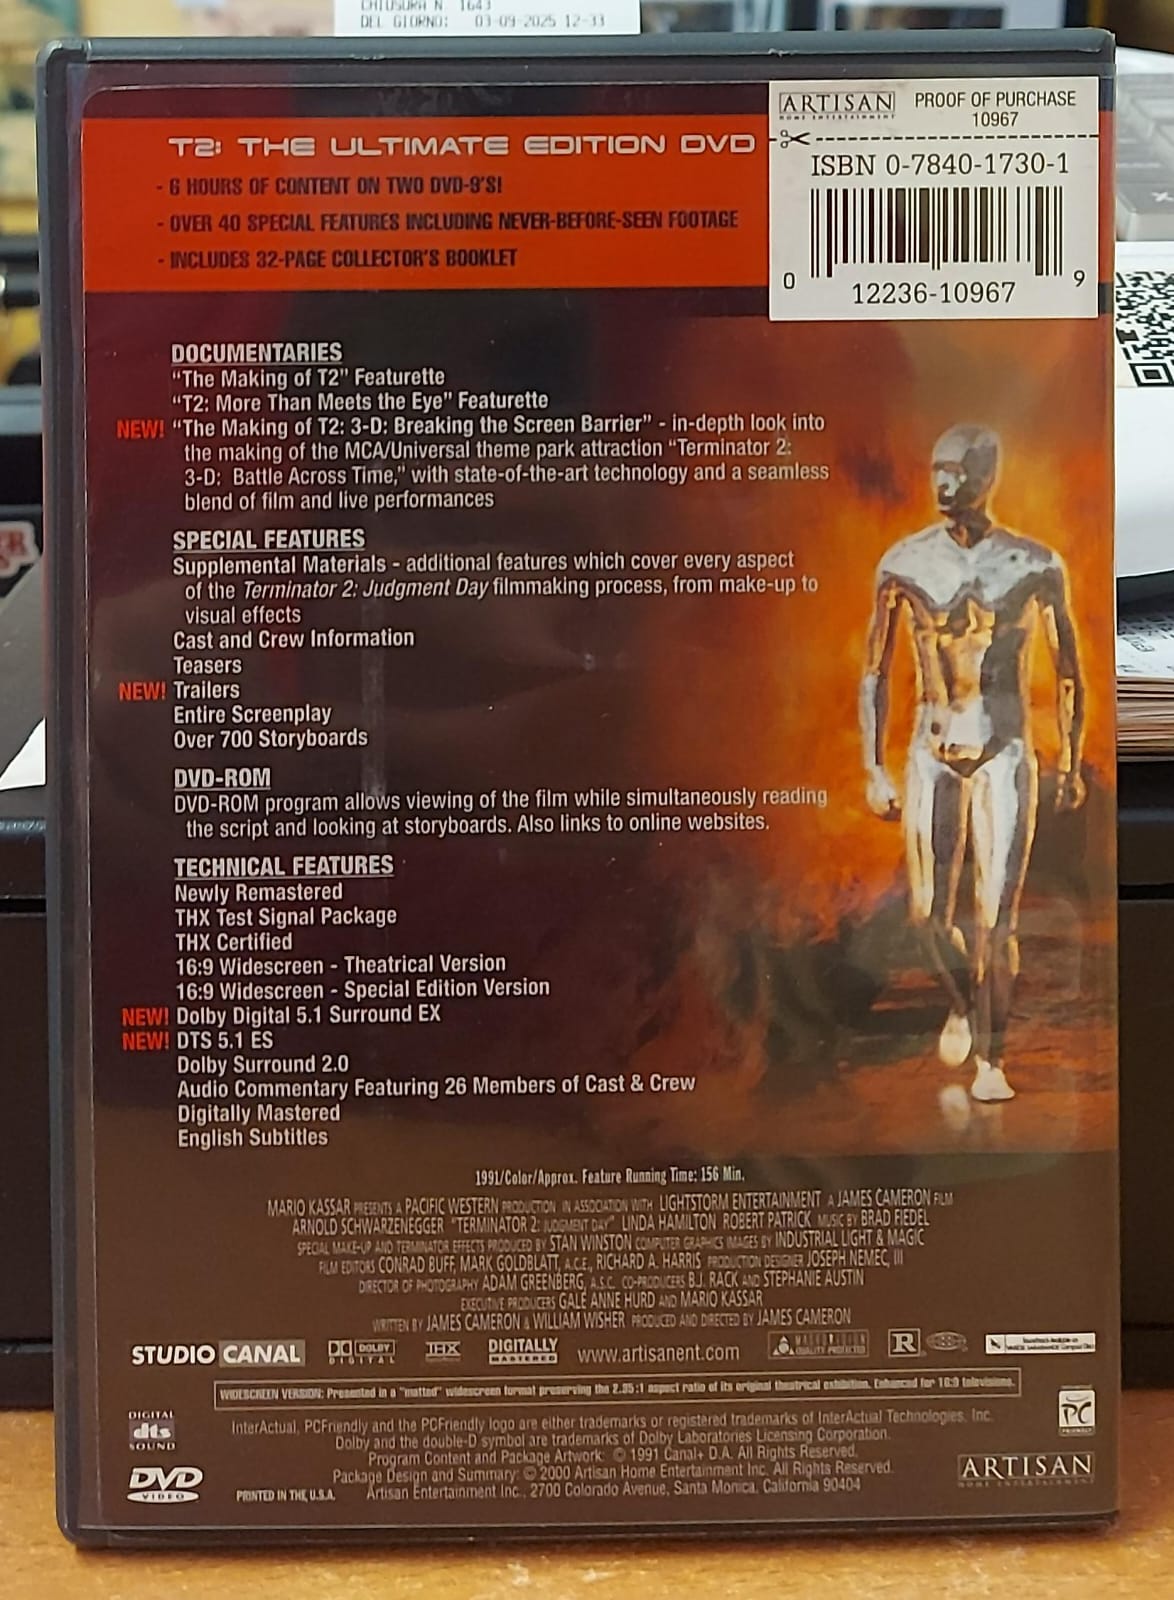 CHIUSURA N. 1643
DEL GIORNO: 03-09-2025 12-33
ARTISAN
HOME ENTERTAINMENT
PROOF OF PURCHASE
10967
T2: THE ULTIMATE EDITION DVD
- 6 HOURS OF CONTENT ON TWO DVD-9'S!
- OVER 40 SPECIAL FEATURES INCLUDING NEVER-BEFORE-SEEN FOOTAGE
- INCLUDES 32-PAGE COLLECTOR'S BOOKLET
ISBN 0-7840-1730-1
0 12236-10967 9
DOCUMENTARIES
“The Making of T2” Featurette
“T2: More Than Meets the Eye” Featurette
NEW! “The Making of T2: 3-D: Breaking the Screen Barrier” - in-depth look into
the making of the MCA/Universal theme park attraction “Terminator 2:
3-D: Battle Across Time,” with state-of-the-art technology and a seamless
blend of film and live performances
SPECIAL FEATURES
Supplemental Materials - additional features which cover every aspect
of the Terminator 2: Judgment Day filmmaking process, from make-up to
visual effects
Cast and Crew Information
Teasers
NEW! Trailers
Entire Screenplay
Over 700 Storyboards
DVD-ROM
DVD-ROM program allows viewing of the film while simultaneously reading
the script and looking at storyboards. Also links to online websites.
TECHNICAL FEATURES
Newly Remastered
THX Test Signal Package
THX Certified
16:9 Widescreen - Theatrical Version
16:9 Widescreen - Special Edition Version
NEW! Dolby Digital 5.1 Surround EX
NEW! DTS 5.1 ES
Dolby Surround 2.0
Audio Commentary Featuring 26 Members of Cast & Crew
Digitally Mastered
English Subtitles
1991/Color/Approx. Feature Running Time: 156 Min.
MARIO KASSAR PRESENTS A PACIFIC WESTERN PRODUCTION IN ASSOCIATION WITH LIGHTSTORM ENTERTAINMENT A JAMES CAMERON FILM
ARNOLD SCHWARZENEGGER "TERMINATOR 2: JUDGMENT DAY" LINDA HAMILTON ROBERT PATRICK MUSIC BY BRAD FIEDEL
SPECIAL MAKE-UP AND TERMINATOR EFFECTS PRODUCED BY STAN WINSTON COMPUTER GRAPHICS IMAGES BY INDUSTRIAL LIGHT & MAGIC
FILM EDITORS CONRAD BUFF, MARK GOLDBLATT, A.C.E., RICHARD A. HARRIS PRODUCTION DESIGNER JOSEPH NEMEC, III
DIRECTOR OF PHOTOGRAPHY ADAM GREENBERG, A.S.C. CO-PRODUCERS B.J. RACK AND STEPHANIE AUSTIN
EXECUTIVE PRODUCERS GALE ANNE HURD AND MARIO KASSAR
WRITTEN BY JAMES CAMERON & WILLIAM WISHER PRODUCED AND DIRECTED BY JAMES CAMERON
STUDIO CANAL
DOLBY
DIGITAL
THX
DIGITALLY
MASTERED
www.artisanent.com
QUALITY PROTECTED
R
WIDESCREEN VERSION: Presented in a "matted" widescreen format preserving the 2.35:1 aspect ratio of its original theatrical exhibition. Enhanced for 16:9 televisions.
DIGITAL
dts
SOUND
InterActual, PCFriendly and the PCFriendly logo are either trademarks or registered trademarks of InterActual Technologies, Inc.
Dolby and the double-D symbol are trademarks of Dolby Laboratories Licensing Corporation.
Program Content and Package Artwork: © 1991 Canal+ D.A. All Rights Reserved.
Package Design and Summary: © 2000 Artisan Home Entertainment Inc. All Rights Reserved.
Artisan Entertainment Inc., 2700 Colorado Avenue, Santa Monica, California 90404
PC
FRIENDLY
DVD
VIDEO
PRINTED IN THE U.S.A.
ARTISAN
HOME ENTERTAINMENT